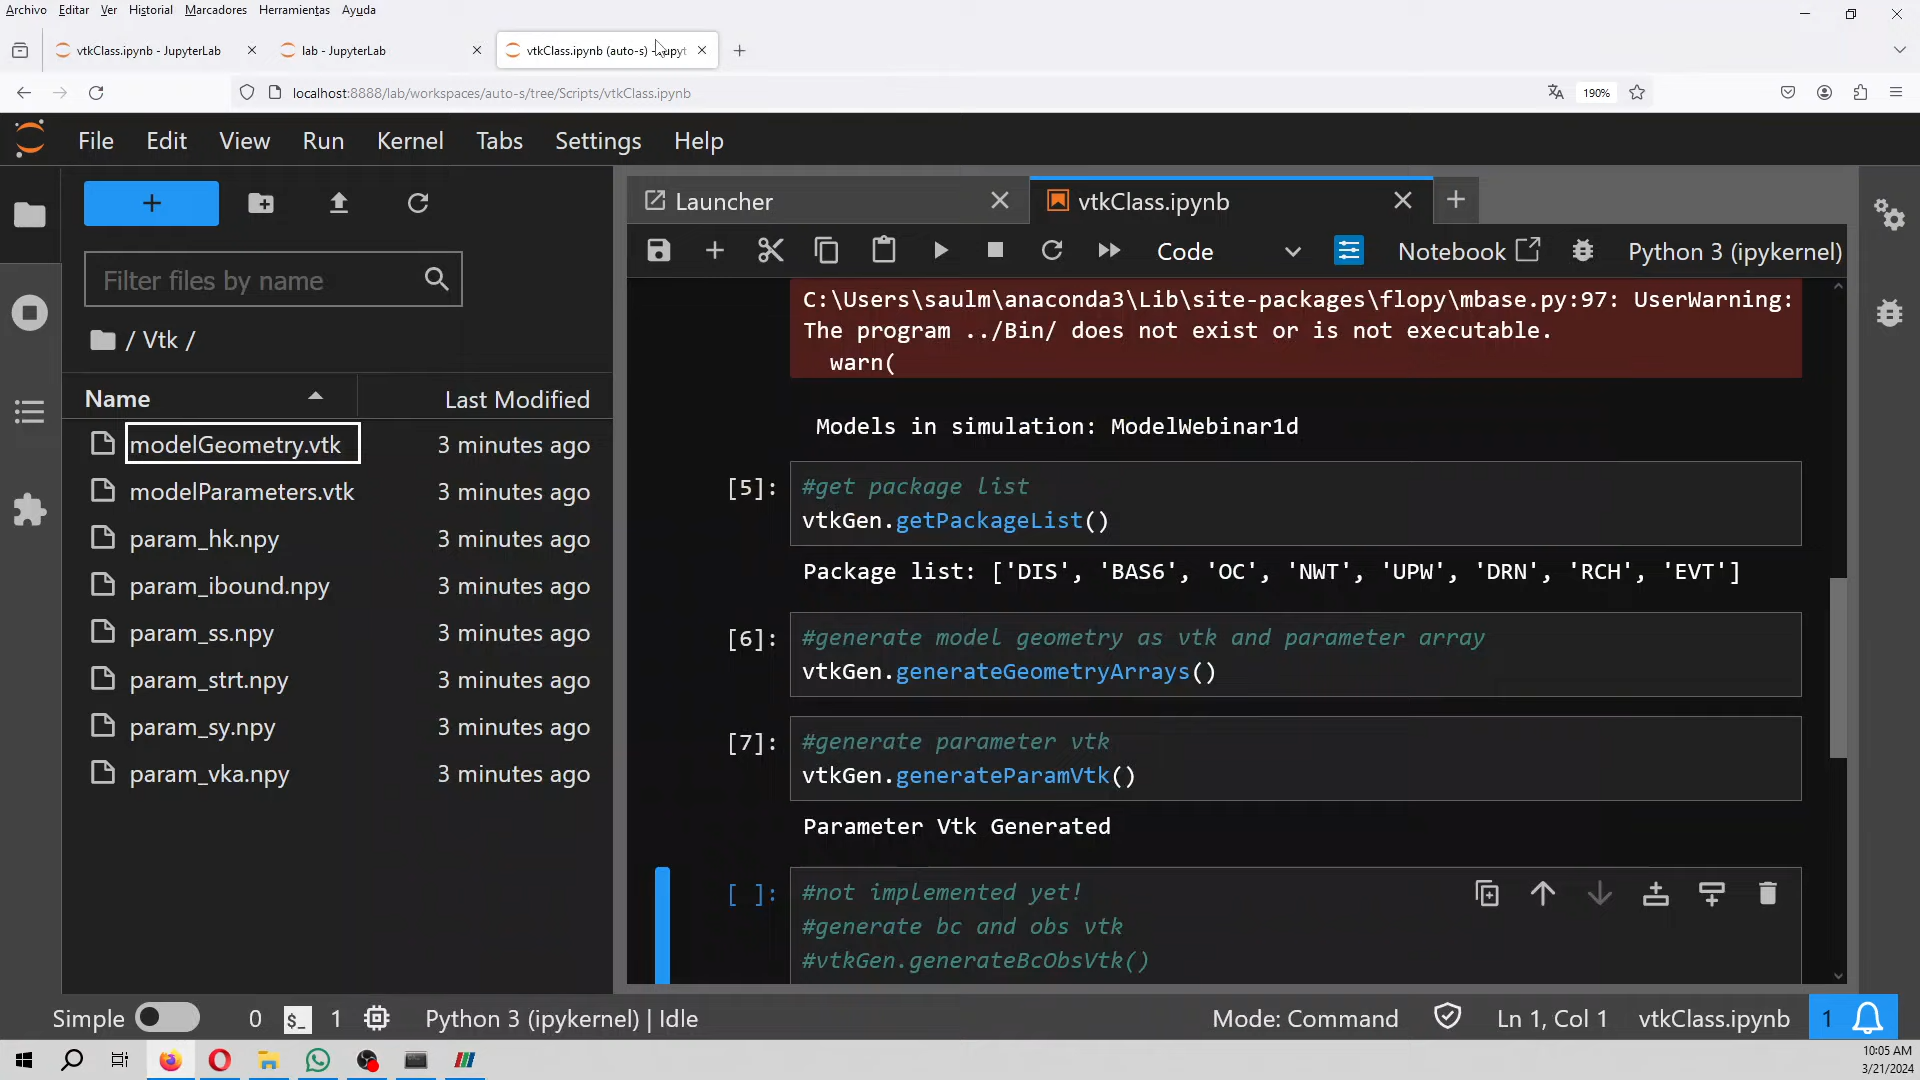 Archivo Editar Ver Historial Marcadores Herramientas Ayuda
vtkClass.ipynb - JupyterLab
lab - JupyterLab
vtkClass.ipynb (auto-s) - Jupyt
localhost:8888/lab/workspaces/auto-s/tree/Scripts/vtkClass.ipynb
190%
File Edit View Run Kernel Tabs Settings Help
Launcher
vtkClass.ipynb
Code
Notebook
Python 3 (ipykernel)
Filter files by name
/ Vtk /
Name Last Modified
modelGeometry.vtk 3 minutes ago
modelParameters.vtk 3 minutes ago
param_hk.npy 3 minutes ago
param_ibound.npy 3 minutes ago
param_ss.npy 3 minutes ago
param_strt.npy 3 minutes ago
param_sy.npy 3 minutes ago
param_vka.npy 3 minutes ago
C:\Users\saulm\anaconda3\Lib\site-packages\flopy\mbase.py:97: UserWarning:
The program ../Bin/ does not exist or is not executable.
warn(
Models in simulation: ModelWebinar1d
[5]: #get package list
vtkGen.getPackageList()
Package list: ['DIS', 'BAS6', 'OC', 'NWT', 'UPW', 'DRN', 'RCH', 'EVT']
[6]: #generate model geometry as vtk and parameter array
vtkGen.generateGeometryArrays()
[7]: #generate parameter vtk
vtkGen.generateParamVtk()
Parameter Vtk Generated
[ ]: #not implemented yet!
#generate bc and obs vtk
#vtkGen.generateBcObsVtk()
Simple 0 $_ 1 Python 3 (ipykernel) | Idle Mode: Command Ln 1, Col 1 vtkClass.ipynb 1
10:05 AM
3/21/2024